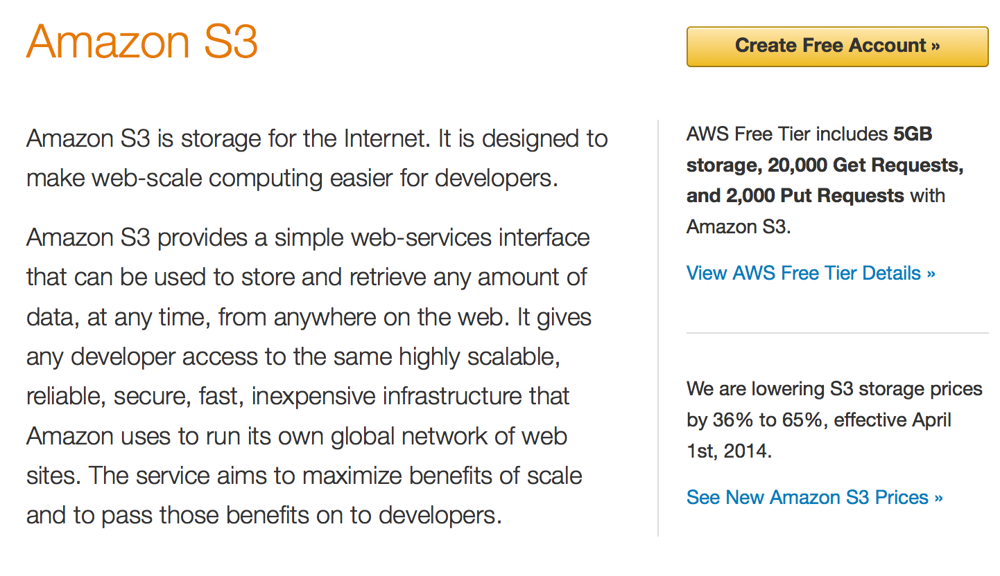 Amazon S3
Create Free Account »
Amazon S3 is storage for the Internet. It is designed to
make web-scale computing easier for developers.
Amazon S3 provides a simple web-services interface
that can be used to store and retrieve any amount of
data, at any time, from anywhere on the web. It gives
any developer access to the same highly scalable,
reliable, secure, fast, inexpensive infrastructure that
Amazon uses to run its own global network of web
sites. The service aims to maximize benefits of scale
and to pass those benefits on to developers.
AWS Free Tier includes 5GB
storage, 20,000 Get Requests,
and 2,000 Put Requests with
Amazon S3.
View AWS Free Tier Details »
We are lowering S3 storage prices
by 36% to 65%, effective April
1st, 2014.
See New Amazon S3 Prices »